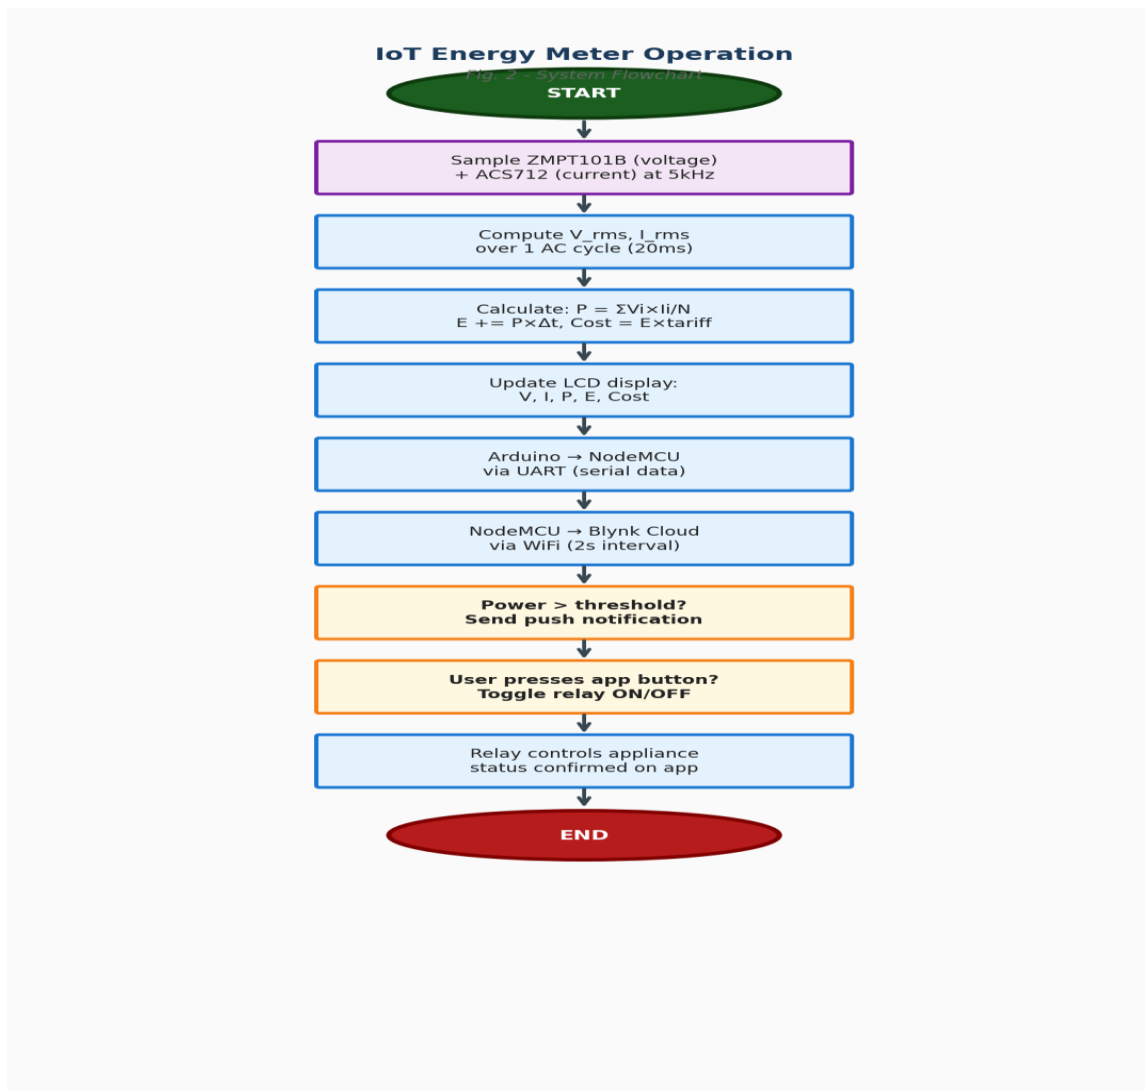 IoT Energy Meter Operation
Fig. 2 - System Flowchart
START
Sample ZMPT101B (voltage)
+ ACS712 (current) at 5kHz
Compute V_rms, I_rms
over 1 AC cycle (20ms)
Calculate: P = ΣVi×Ii/N
E += P×Δt, Cost = E×tariff
Update LCD display:
V, I, P, E, Cost
Arduino → NodeMCU
via UART (serial data)
NodeMCU → Blynk Cloud
via WiFi (2s interval)
Power > threshold?
Send push notification
User presses app button?
Toggle relay ON/OFF
Relay controls appliance
status confirmed on app
END